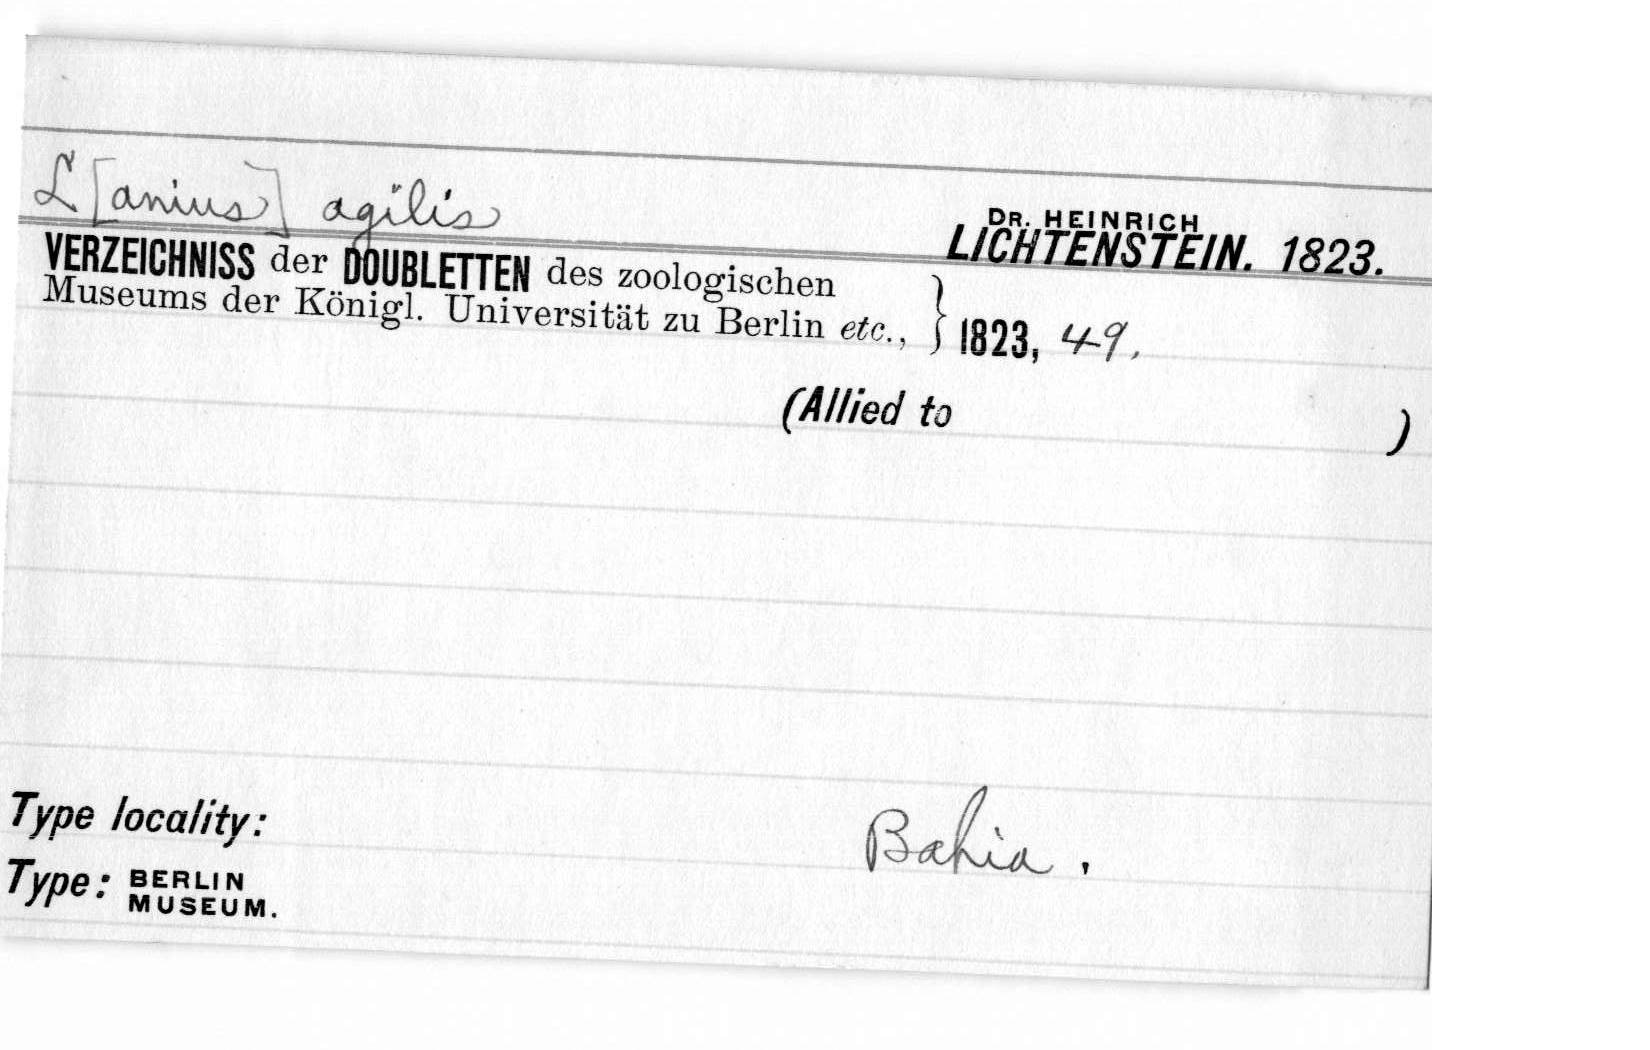 L[anius] agilis
DR. HEINRICH
LICHTENSTEIN. 1823.
VERZEICHNISS der DOUBLETTEN des zoologischen
Museums der Königl. Universität zu Berlin etc., } 1823, 49.
(Allied to )
Type locality: Bahia.
Type: BERLIN
MUSEUM.